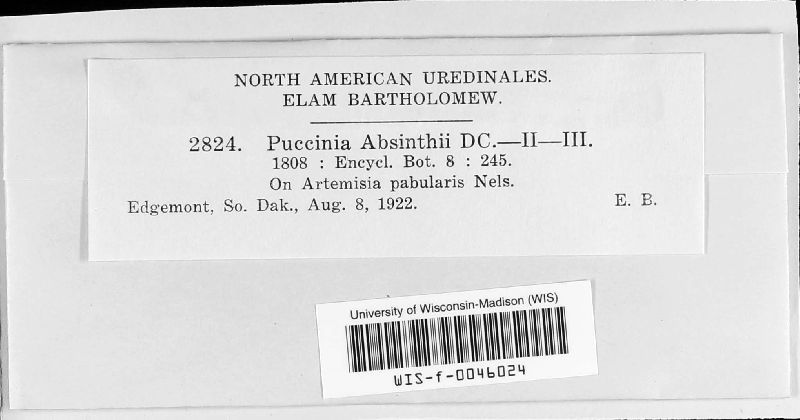 NORTH AMERICAN UREDINALES.
ELAM BARTHOLOMEW.
2824. Puccinia Absinthii DC.—II—III.
1808 : Encycl. Bot. 8 : 245.
On Artemisia pabularis Nels.
Edgemont, So. Dak., Aug. 8, 1922. E. B.
University of Wisconsin-Madison (WIS)
WIS-f-0046024